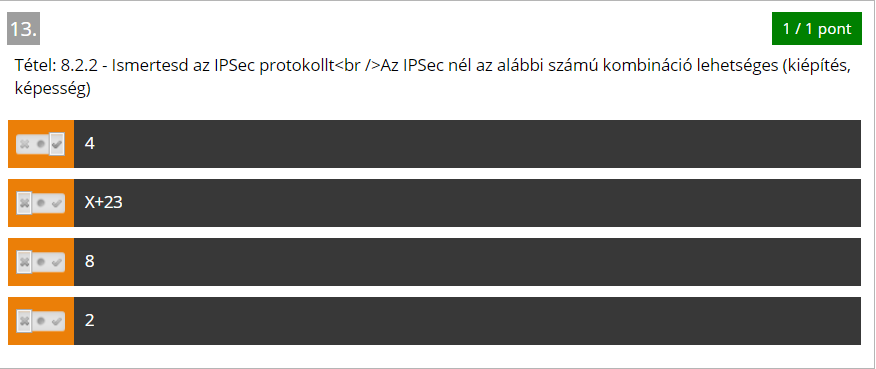 13.
1 / 1 pont
Tétel: 8.2.2 - Ismertesd az IPSec protokollt<br />Az IPSec nél az alábbi számú kombináció lehetséges (kiépítés,
képesség)
4
X+23
8
2